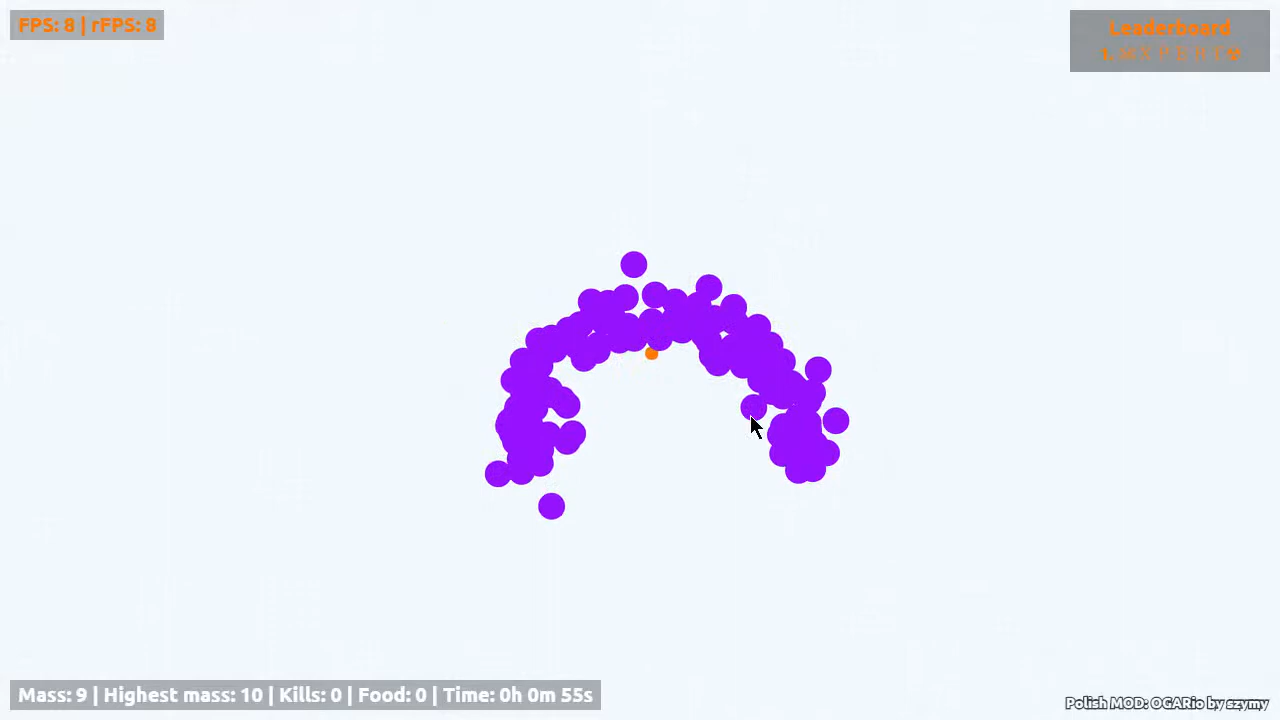 FPS: 8 | rFPS: 8
Leaderboard
Mass: 9 | Highest mass: 10 | Kills: 0 | Food: 0 | Time: 0h 0m 55s
Polish MOD: OGARio by szymy